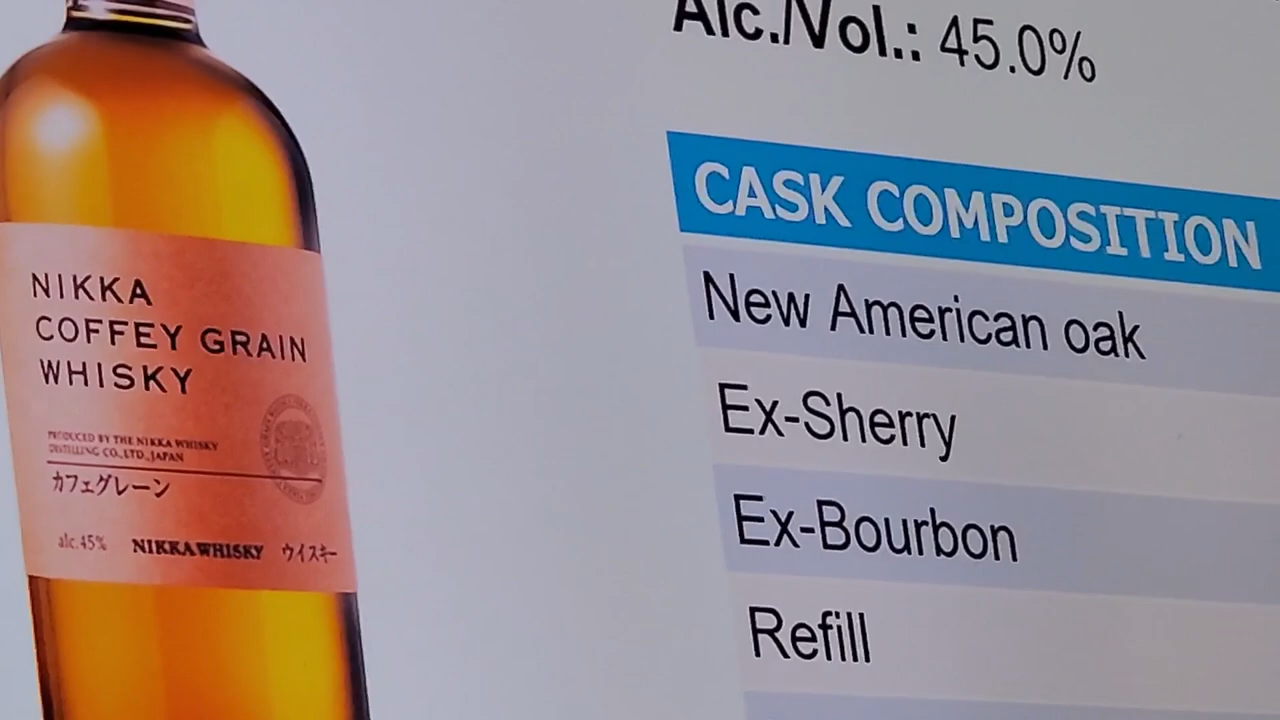 NIKKA
COFFEY GRAIN
WHISKY
PRODUCED BY THE NIKKA WHISKY
DISTILLING CO.,LTD.,JAPAN
カフェグレーン
alc.45%
NIKKA WHISKY ウイスキー
Alc./Vol.: 45.0%
CASK COMPOSITION
New American oak
Ex-Sherry
Ex-Bourbon
Refill